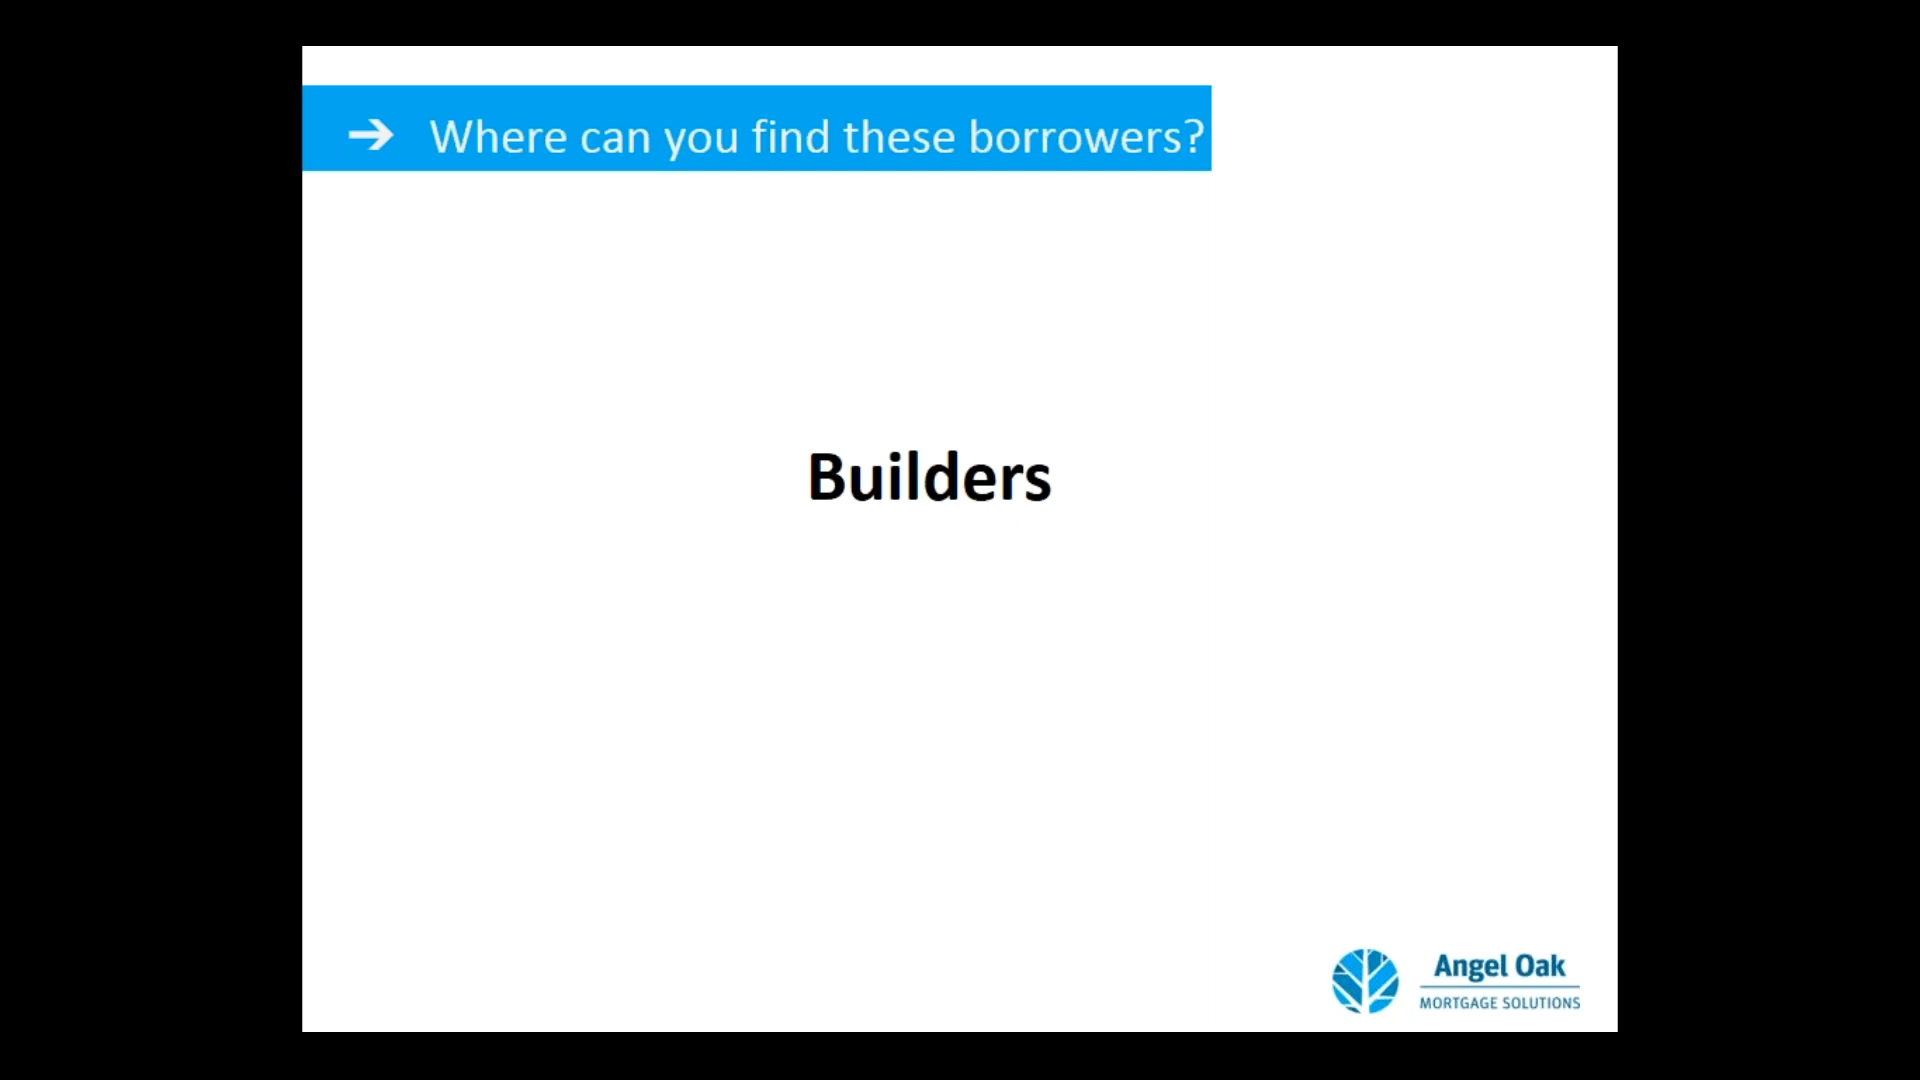 ➔ Where can you find these borrowers?
Builders
Angel Oak
MORTGAGE SOLUTIONS